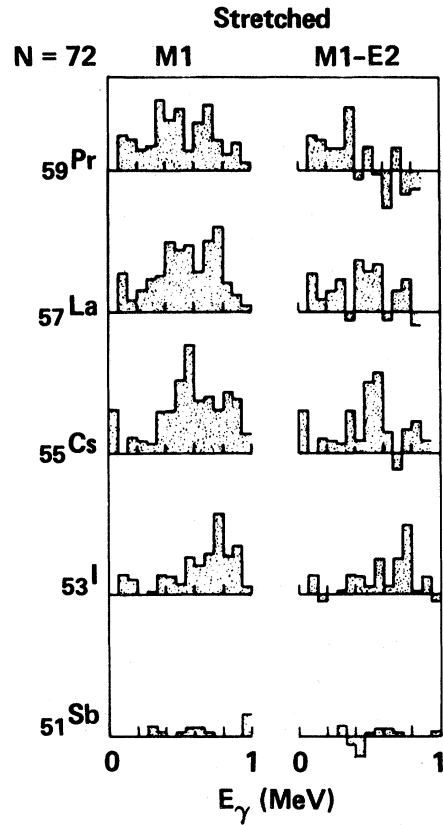 Stretched
N = 72 M1 M1-E2
59Pr
57La
55Cs
53I
51Sb
0 1 0 1
Eγ (MeV)